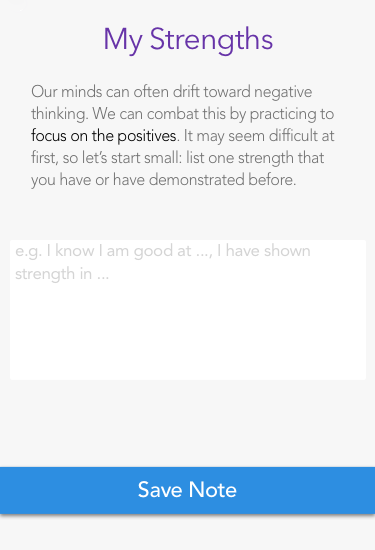 My Strengths
Our minds can often drift toward negative
thinking. We can combat this by practicing to
focus on the positives. It may seem difficult at
first, so let’s start small: list one strength that
you have or have demonstrated before.
e.g. I know I am good at ..., I have shown
strength in ...
Save Note